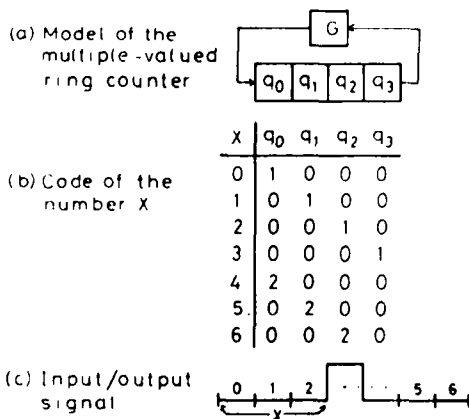 (a) Model of the
multiple-valued
ring counter
G
q0 q1 q2 q3
X q0 q1 q2 q3
(b) Code of the
number X
0 1 0 0 0
1 0 1 0 0
2 0 0 1 0
3 0 0 0 1
4 2 0 0 0
5 0 2 0 0
6 0 0 2 0
(c) Input/output
signal
0 1 2 5 6
X